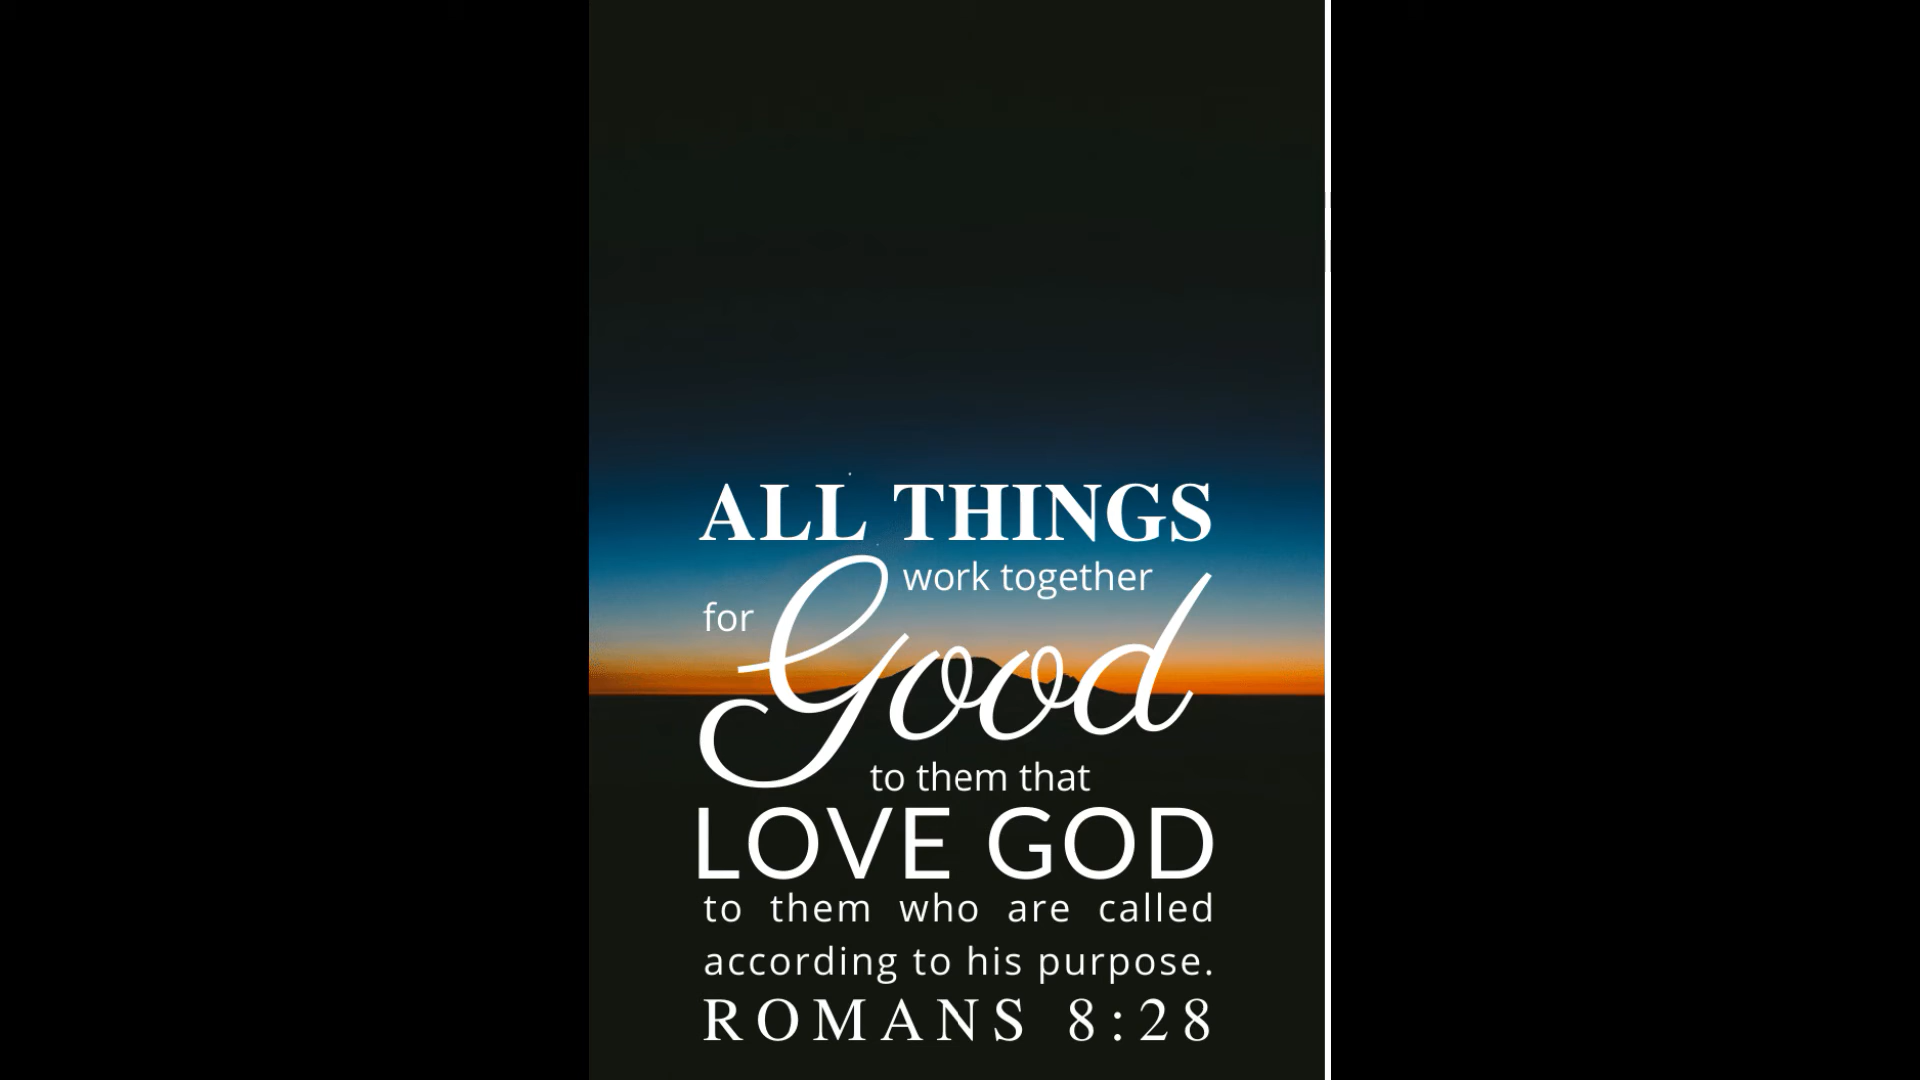 ALL THINGS
work together
for Good
to them that
LOVE GOD
to them who are called
according to his purpose.
ROMANS 8:28